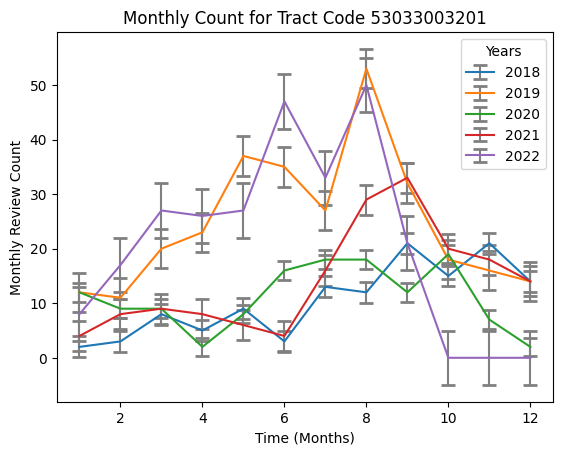 Monthly Count for Tract Code 53033003201
Years
2018
2019
2020
2021
2022
Monthly Review Count
50
40
30
20
10
0
2 4 6 8 10 12
Time (Months)